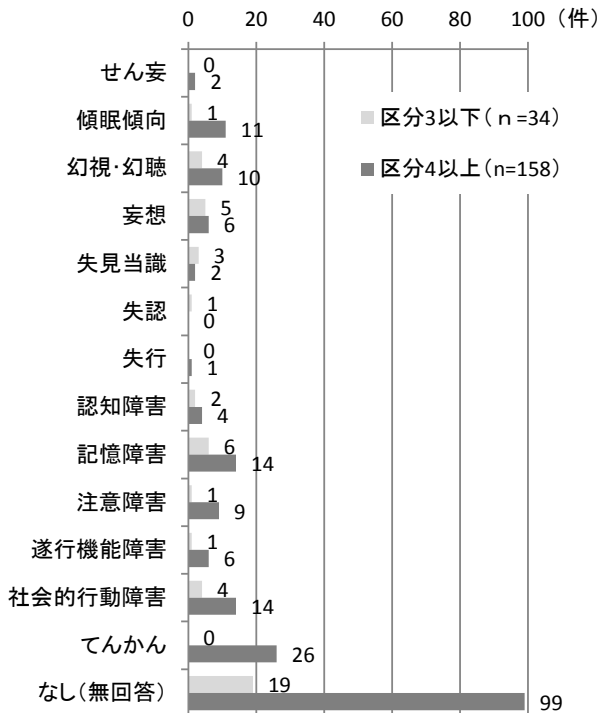 0 20 40 60 80 100 (件)
せん妄 0 2
傾眠傾向 1 11
幻視・幻聴 4 10
妄想 5 6
失見当識 3 2
失認 1 0
失行 0 1
認知障害 2 4
記憶障害 6 14
注意障害 1 9
遂行機能障害 1 6
社会的行動障害 4 14
てんかん 0 26
なし(無回答) 19 99
区分3以下(n=34)
区分4以上(n=158)